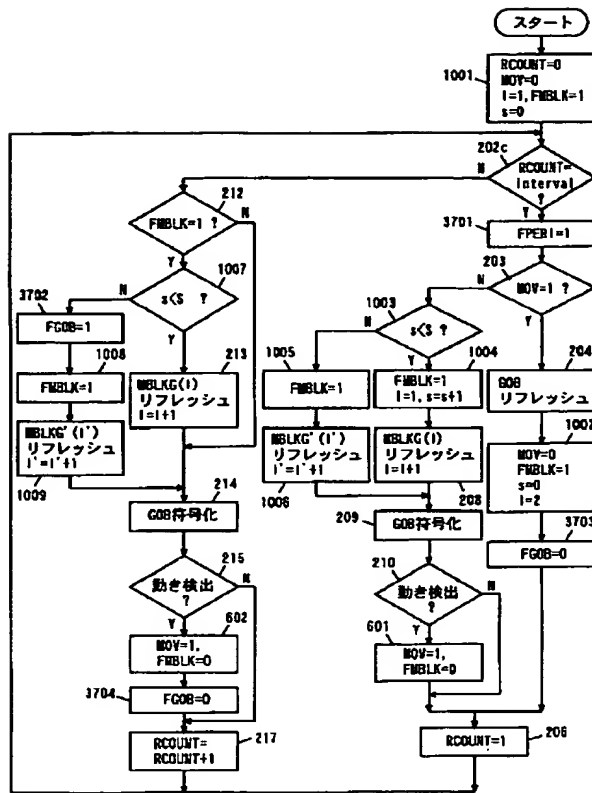 スタート
1001
RCOUNT=0
MOV=0
I=1,FMBLK=1
s=0
202c
RCOUNT=
Interval
?
N
Y
212
FMBLK=1 ?
N
Y
3701
FPERI=1
203
MOV=1 ?
N
Y
1007
s<S ?
N
Y
1003
s<S ?
N
Y
3702
FGOB=1
213
MBLKG(I)
リフレッシュ
I=I+1
1005
FMBLK=1
1004
FMBLK=1
I=1,s=s+1
204
GOB
リフレッシュ
1008
FMBLK=1
MBLKG'(I')
リフレッシュ
I'=I'+1
1009
MBLKG'(I')
リフレッシュ
I'=I'+1
1006
MBLKG(I)
リフレッシュ
I=I+1
208
1002
MOV=0
FMBLK=1
s=0
I=2
214
GOB符号化
209
GOB符号化
3703
FGOB=0
215
動き検出
?
N
Y
210
動き検出
?
N
Y
602
MOV=1,
FMBLK=0
601
MOV=1,
FMBLK=0
3704
FGOB=0
RCOUNT=
RCOUNT+1
217
RCOUNT=1
206